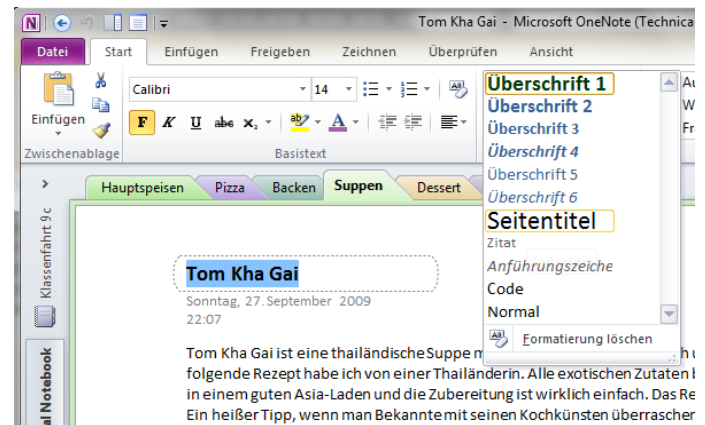 Tom Kha Gai - Microsoft OneNote (Technica
Datei Start Einfügen Freigeben Zeichnen Überprüfen Ansicht
Einfügen
Zwischenablage
Calibri 14
F K U abc x₂ ab A
Basistext
Überschrift 1
Überschrift 2
Überschrift 3
Überschrift 4
Überschrift 5
Überschrift 6
Seitentitel
Zitat
Anführungszeiche
Code
Normal
Formatierung löschen
Hauptspeisen Pizza Backen Suppen Dessert
Klassenfahrt 9c
al Notebook
Tom Kha Gai
Sonntag, 27. September 2009
22:07
Tom Kha Gai ist eine thailändische Suppe
folgende Rezept habe ich von einer Thailänderin. Alle exotischen Zutaten
in einem guten Asia-Laden und die Zubereitung ist wirklich einfach. Das Re
Ein heißer Tipp, wenn man Bekannte mit seinen Kochkünsten überrascher